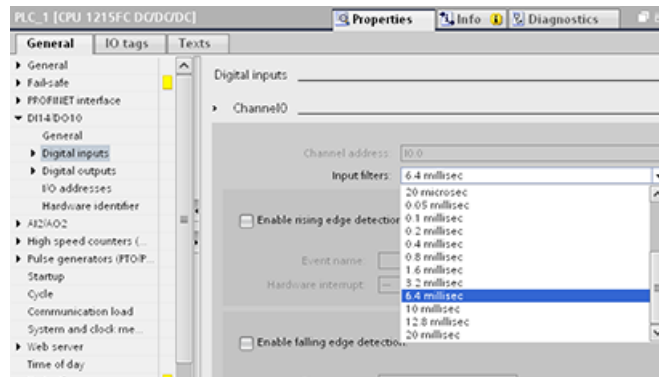 PLC_1 [CPU 1215FC DC/DC/DC]
Properties
Info
Diagnostics
General
IO tags
Texts
General
Fail-safe
PROFINET interface
DI14/DO10
General
Digital inputs
Digital outputs
I/O addresses
Hardware identifier
AI2/AO2
High speed counters (...
Pulse generators (PTO/P...
Startup
Cycle
Communication load
System and clock me...
Web server
Time of day
Digital inputs
Channel0
Channel address: I0.0
Input filters: 6.4 millisec
20 microsec
0.05 millisec
0.1 millisec
0.2 millisec
0.4 millisec
0.8 millisec
1.6 millisec
3.2 millisec
6.4 millisec
10 millisec
12.8 millisec
20 millisec
Enable rising edge detection
Event name:
Hardware interrupt: ---
Enable falling edge detection